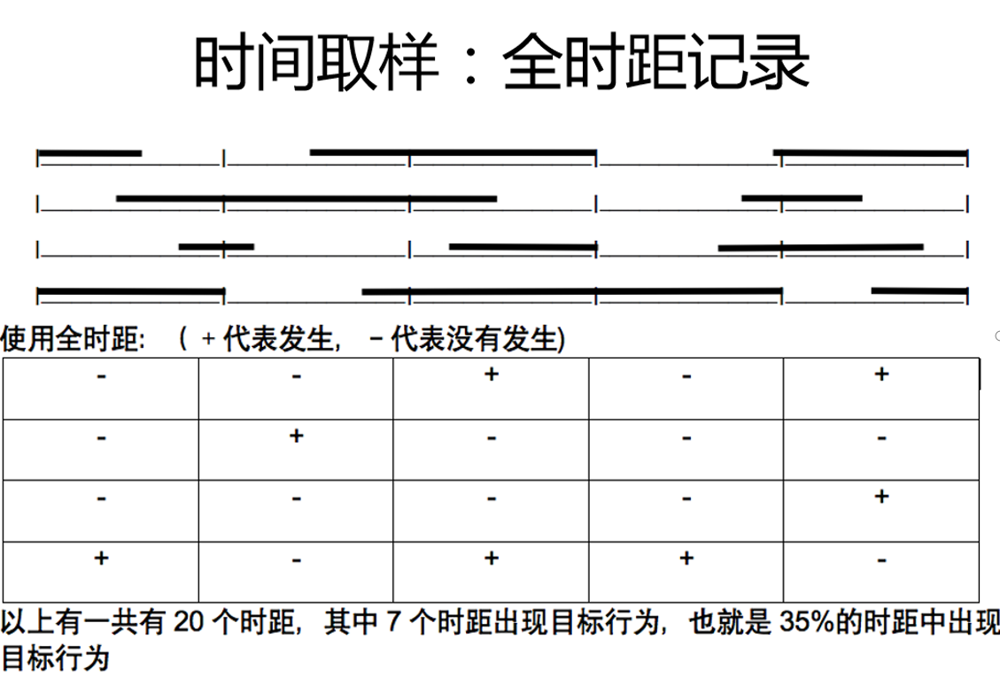 时间取样：全时距记录
使用全时距: （ + 代表发生, － 代表没有发生)
- - + - +
- + - - -
- - - - +
+ - + + -
以上有一共有 20 个时距, 其中 7 个时距出现目标行为, 也就是 35%的时距中出现
目标行为